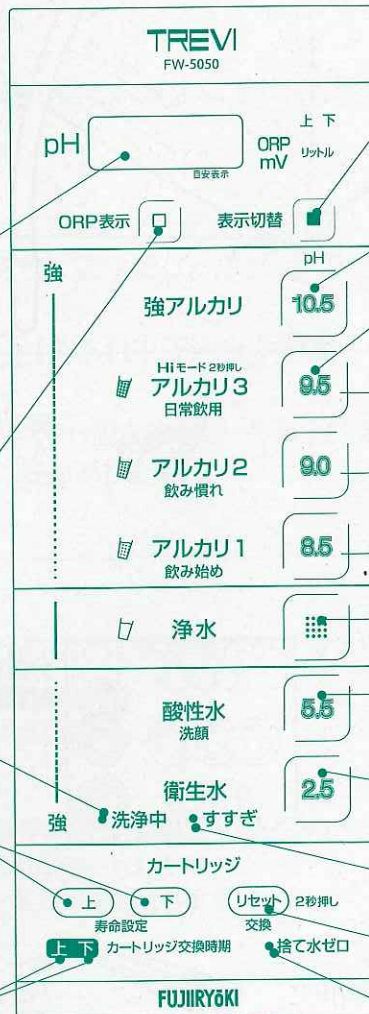 TREVI
FW-5050
上 下
pH ORP mV リットル
目安表示
ORP表示 表示切替
強 pH
強アルカリ 10.5
Hiモード2秒押し
アルカリ3 9.5
日常飲用
アルカリ2 9.0
飲み慣れ
アルカリ1 8.5
飲み始め
浄水
酸性水 5.5
洗顔
衛生水 2.5
強 洗浄中 すすぎ
カートリッジ
上 下 リセット 2秒押し
寿命設定 交換
上 下 カートリッジ交換時期 捨て水ゼロ
FUJIIRYōKI